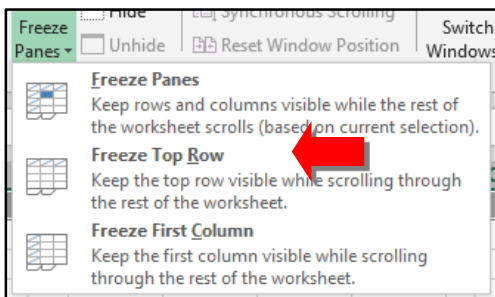 Hide Synchronous Scrolling
Freeze Switch
Panes Unhide Reset Window Position Windows
Freeze Panes
Keep rows and columns visible while the rest of
the worksheet scrolls (based on current selection).
Freeze Top Row
Keep the top row visible while scrolling through
the rest of the worksheet.
Freeze First Column
Keep the first column visible while scrolling
through the rest of the worksheet.